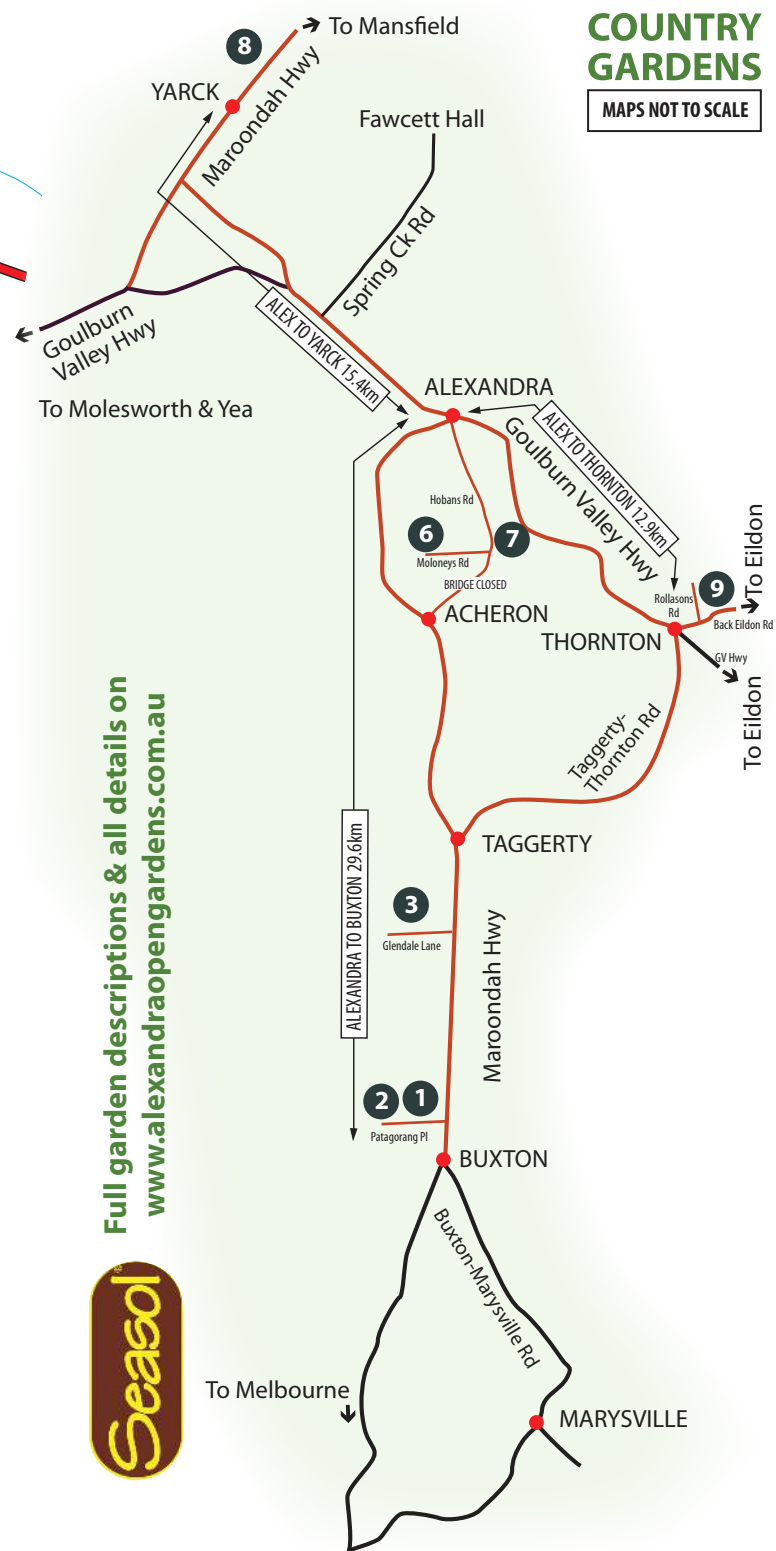 COUNTRY
GARDENS
MAPS NOT TO SCALE
To Mansfield
8
YARCK
Maroondah Hwy
Fawcett Hall
Spring Ck Rd
Goulburn
Valley Hwy
ALEX TO YARCK 15.4km
To Molesworth & Yea
ALEXANDRA
ALEX TO THORNTON 12.9km
Goulburn Valley Hwy
Hobans Rd
6
7
Moloneys Rd
BRIDGE CLOSED
ACHERON
To Eildon
9
Rollasons
Rd
Back Eildon Rd
THORNTON
GV Hwy
To Eildon
Taggerty-
Thornton Rd
TAGGERTY
ALEXANDRA TO BUXTON 29.6km
3
Glendale Lane
Maroondah Hwy
2
1
Patagorang Pl
BUXTON
Buxton-Marysville Rd
To Melbourne
MARYSVILLE
Full garden descriptions & all details on
www.alexandraopengardens.com.au
Seasol®